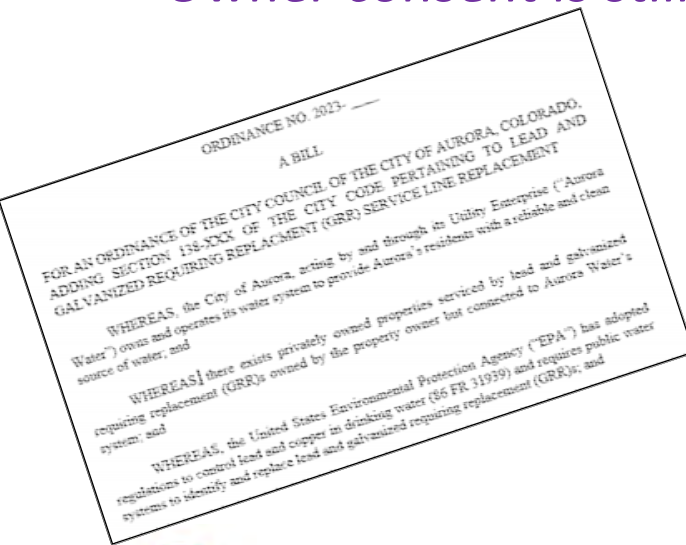 Owner consent is still
ORDINANCE NO. 2023- ____
A BILL
FOR AN ORDINANCE OF THE CITY COUNCIL OF THE CITY OF AURORA, COLORADO,
ADDING SECTION 138-XXX OF THE CITY CODE PERTAINING TO LEAD AND
GALVANIZED REQUIRING REPLACMENT (GRR) SERVICE LINE REPLACEMENT
WHEREAS, the City of Aurora, acting by and through its Utility Enterprise ("Aurora
Water") owns and operates its water system to provide Aurora's residents with a reliable and clean
source of water; and
WHEREAS, there exists privately owned properties serviced by lead and galvanized
requiring replacement (GRR)s owned by the property owner but connected to Aurora Water's
system; and
WHEREAS, the United States Environmental Protection Agency ("EPA") has adopted
regulations to control lead and copper in drinking water (86 FR 31939) and requires public water
systems to identify and replace lead and galvanized requiring replacement (GRR)s; and